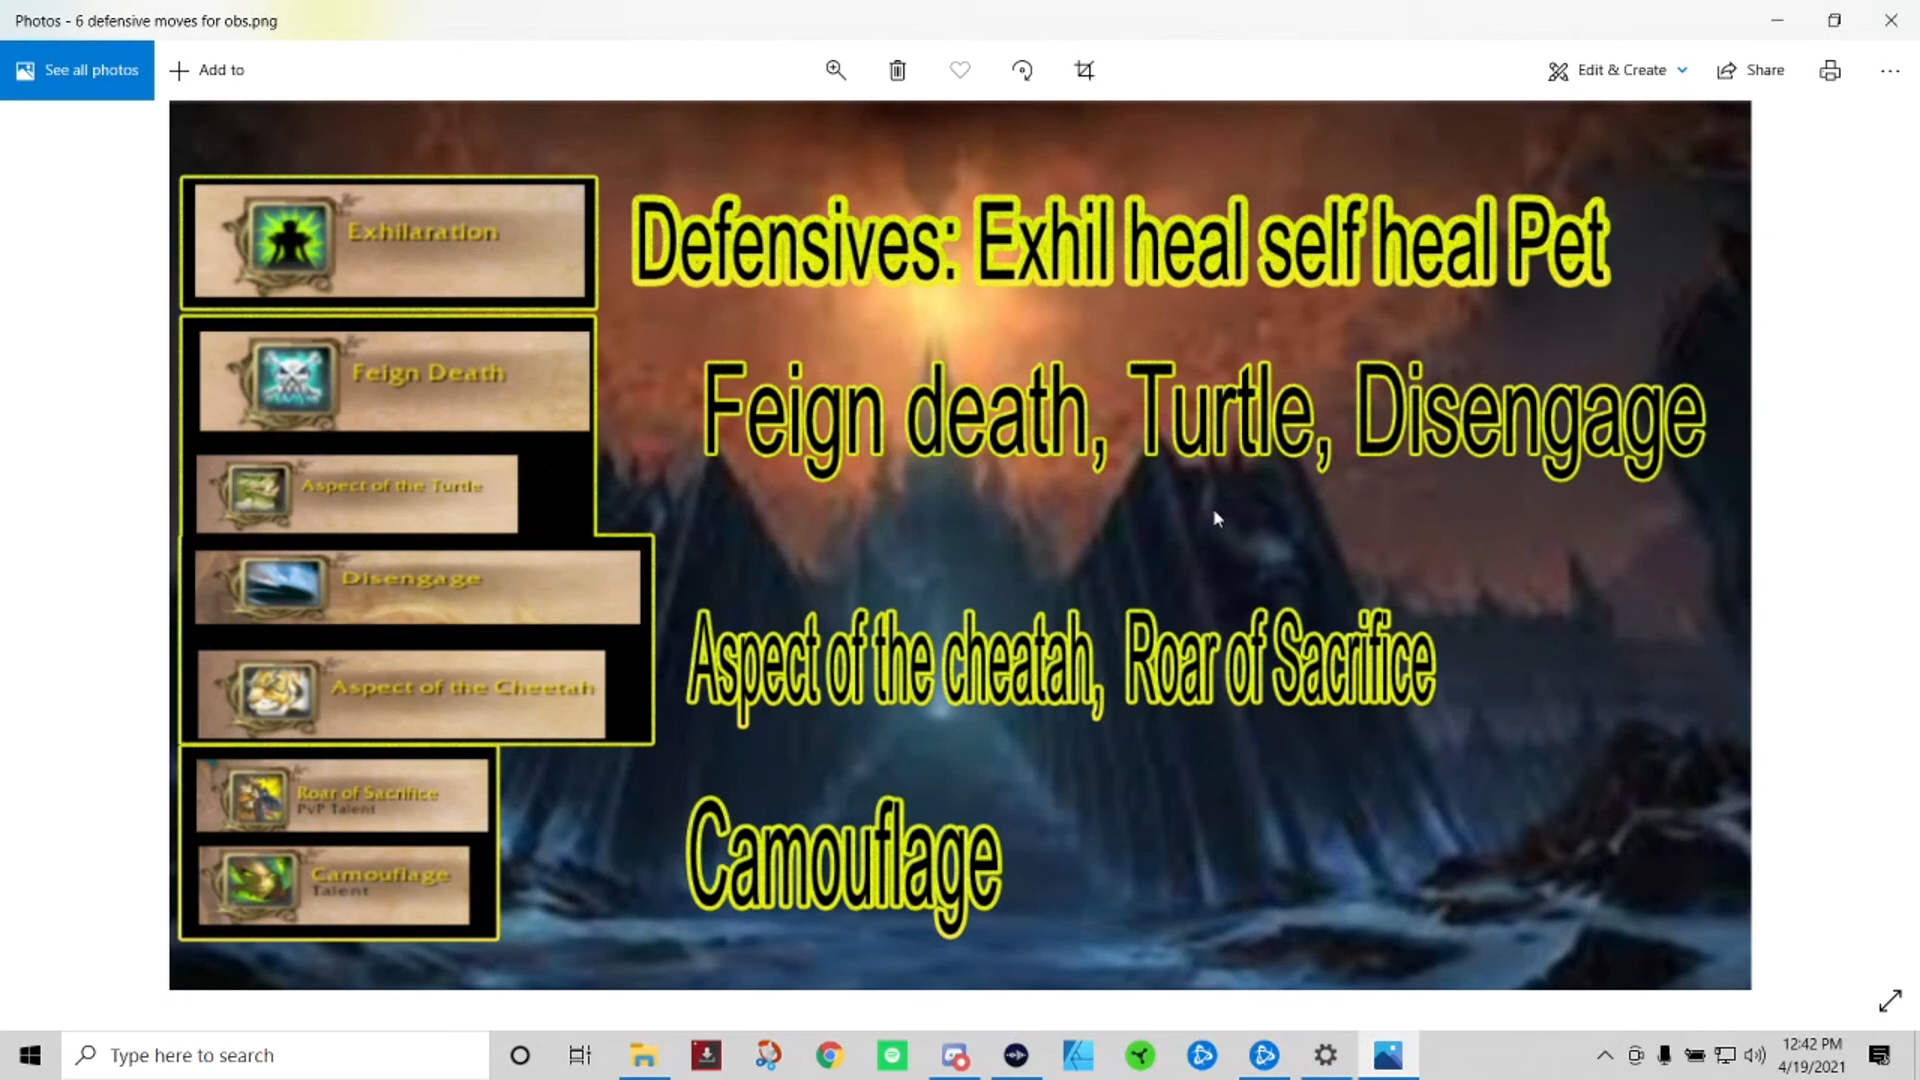 Photos - 6 defensive moves for obs.png
See all photos
Add to
Edit & Create
Share
Exhilaration
Defensives: Exhil heal self heal Pet
Feign Death
Feign death, Turtle, Disengage
Aspect of the Turtle
Disengage
Aspect of the cheatah, Roar of Sacrifice
Aspect of the Cheetah
Roar of Sacrifice
PvP Talent
Camouflage
Camouflage
Talent
Type here to search
12:42 PM
4/19/2021